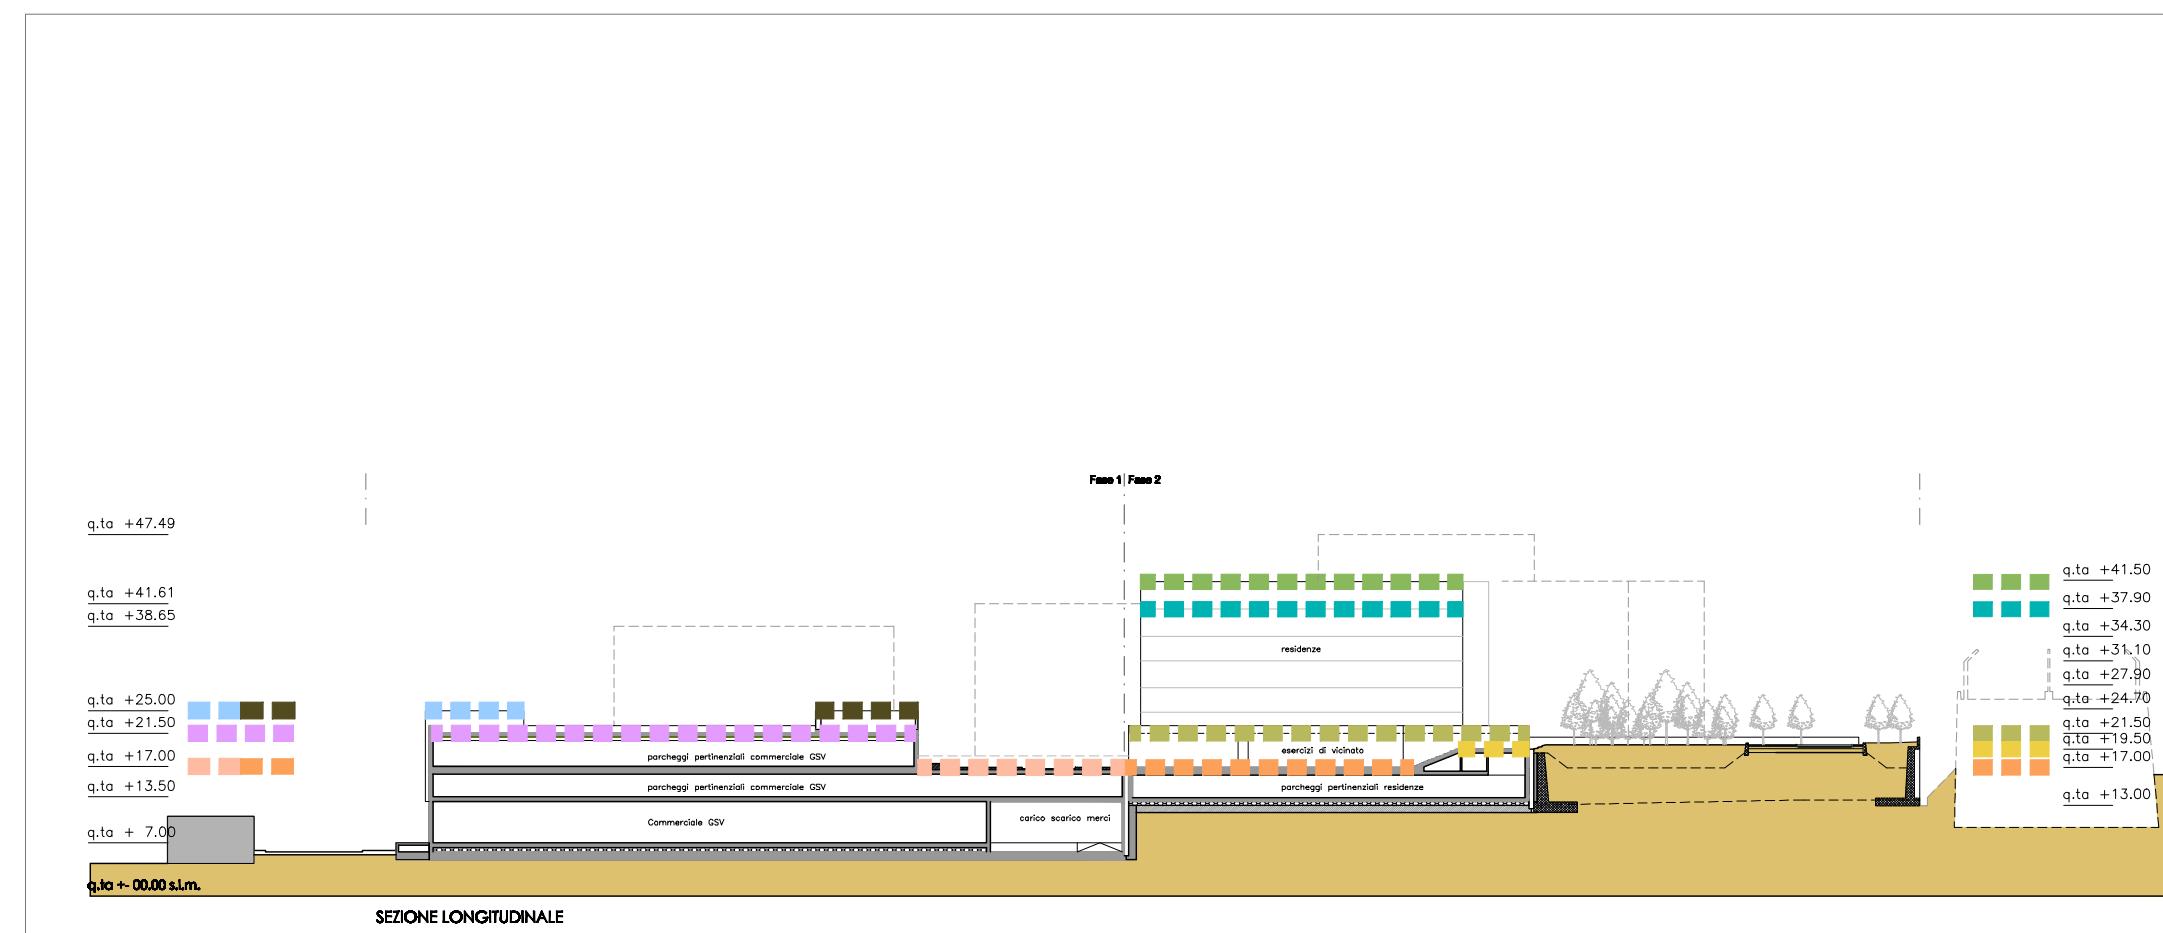 Fase 1 Fase 2
q.ta +47.49
q.ta +41.61
q.ta +38.65
q.ta +25.00
q.ta +21.50
q.ta +17.00
q.ta +13.50
q.ta + 7.00
q.ta +- 00.00 s.l.m.
residenze
parcheggi pertinenziali commerciale GSV
esercizi di vicinato
parcheggi pertinenziali commerciale GSV
parcheggi pertinenziali residenze
Commerciale GSV
carico scarico merci
q.ta +41.50
q.ta +37.90
q.ta +34.30
q.ta +31.10
q.ta +27.90
q.ta +24.70
q.ta +21.50
q.ta +19.50
q.ta +17.00
q.ta +13.00
SEZIONE LONGITUDINALE